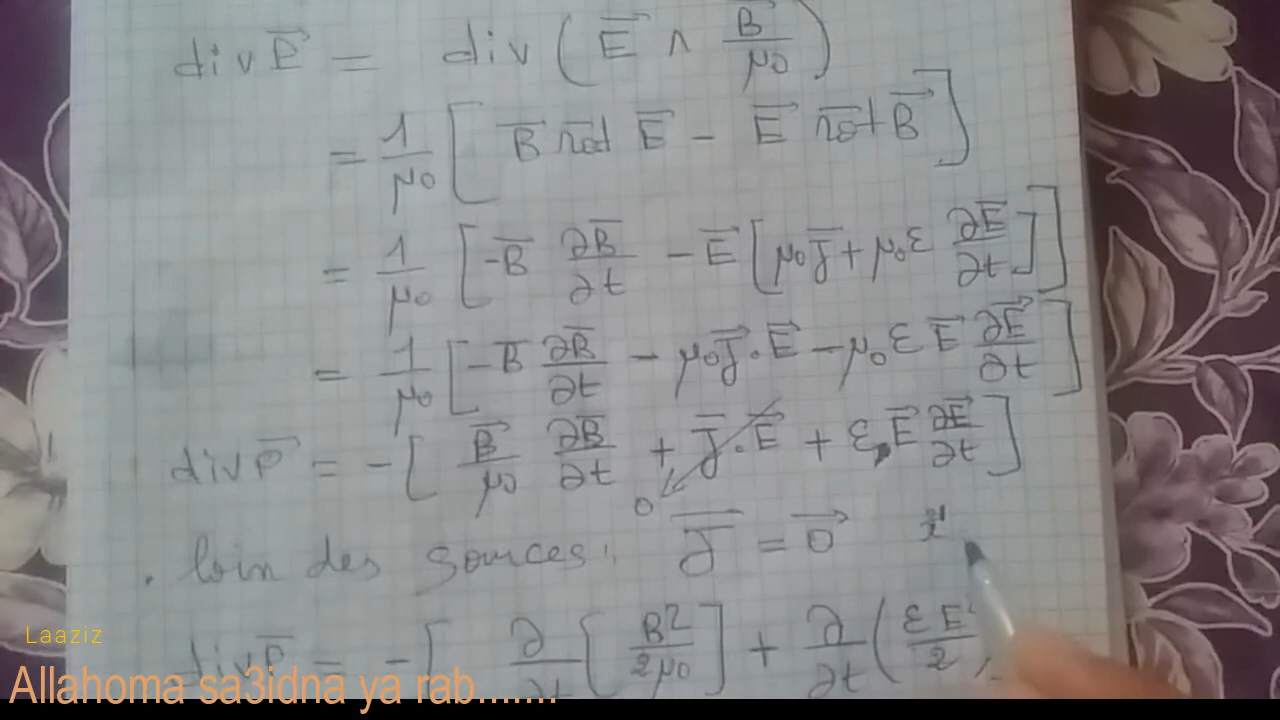 div P⃗ = div ( E⃗ ∧ B⃗/μ0 )
= 1/μ0 [ B⃗ rot E⃗ − E⃗ rot B⃗ ]
= 1/μ0 [ −B⃗ ∂B⃗/∂t − E⃗ [ μ0 J⃗ + μ0 ε ∂E⃗/∂t ] ]
= 1/μ0 [ −B⃗ ∂B⃗/∂t − μ0 J⃗ · E⃗ − μ0 ε E⃗ ∂E⃗/∂t ]
div P⃗ = − [ B⃗/μ0 ∂B⃗/∂t + J⃗ · E⃗ + ε E⃗ ∂E⃗/∂t ]
0
. loin des sources : J⃗ = 0⃗
div P⃗ = − [ ∂/∂t [ B²/2μ0 ] + ∂/∂t ( ε E²/2 )
Laaziz
Allahoma sa3idna ya rab.......